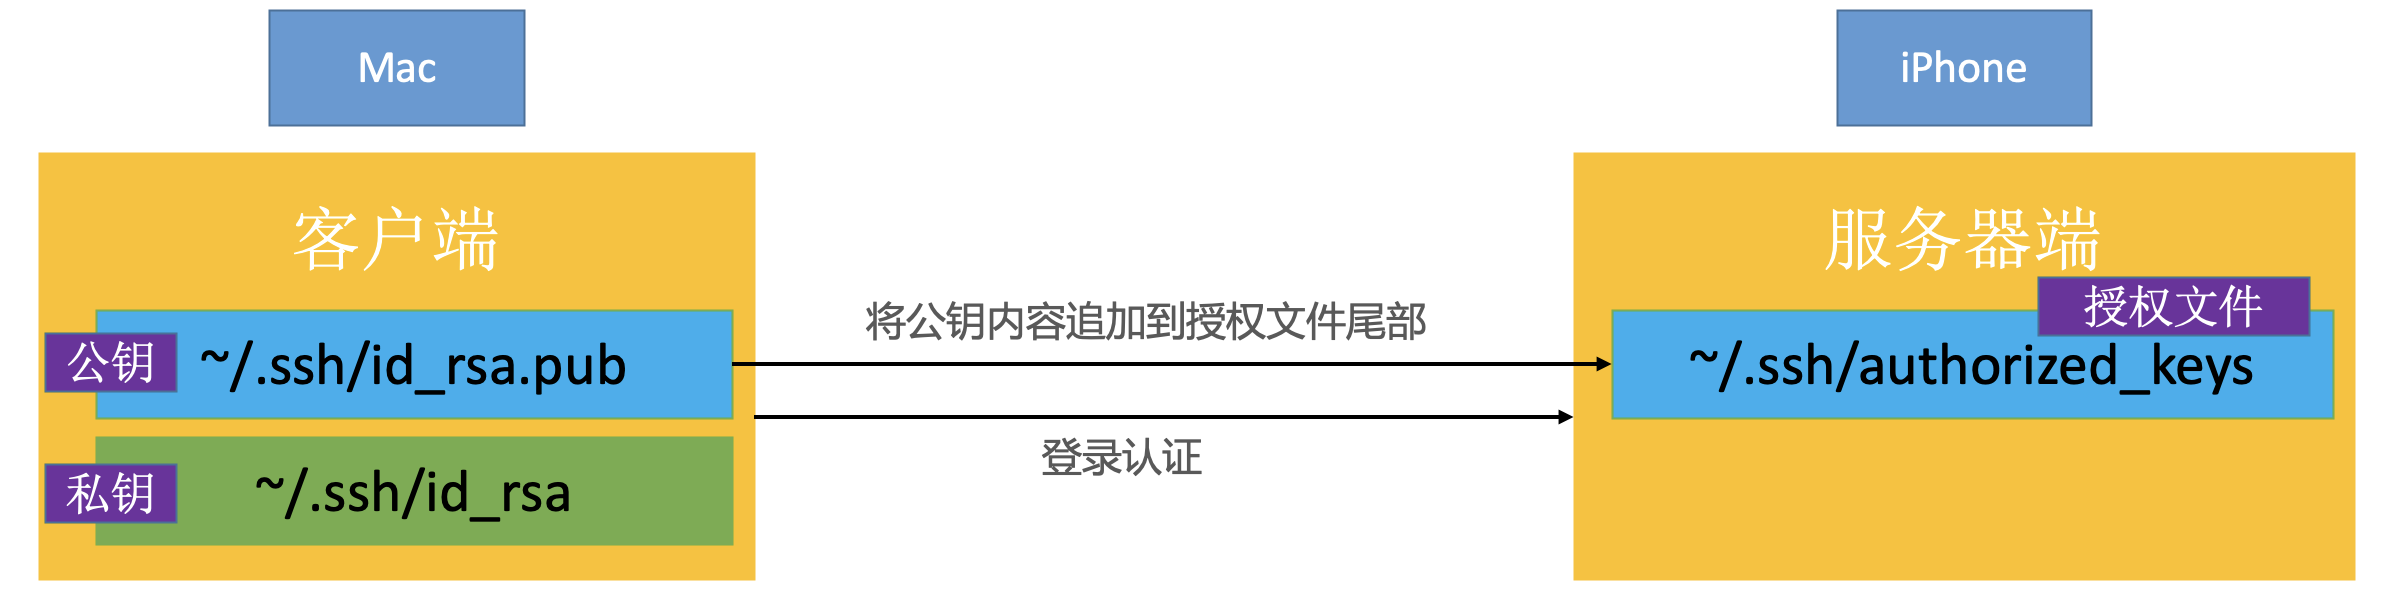 Mac
iPhone
客户端
服务器端
将公钥内容追加到授权文件尾部
授权文件
公钥
~/.ssh/id_rsa.pub
~/.ssh/authorized_keys
登录认证
私钥
~/.ssh/id_rsa